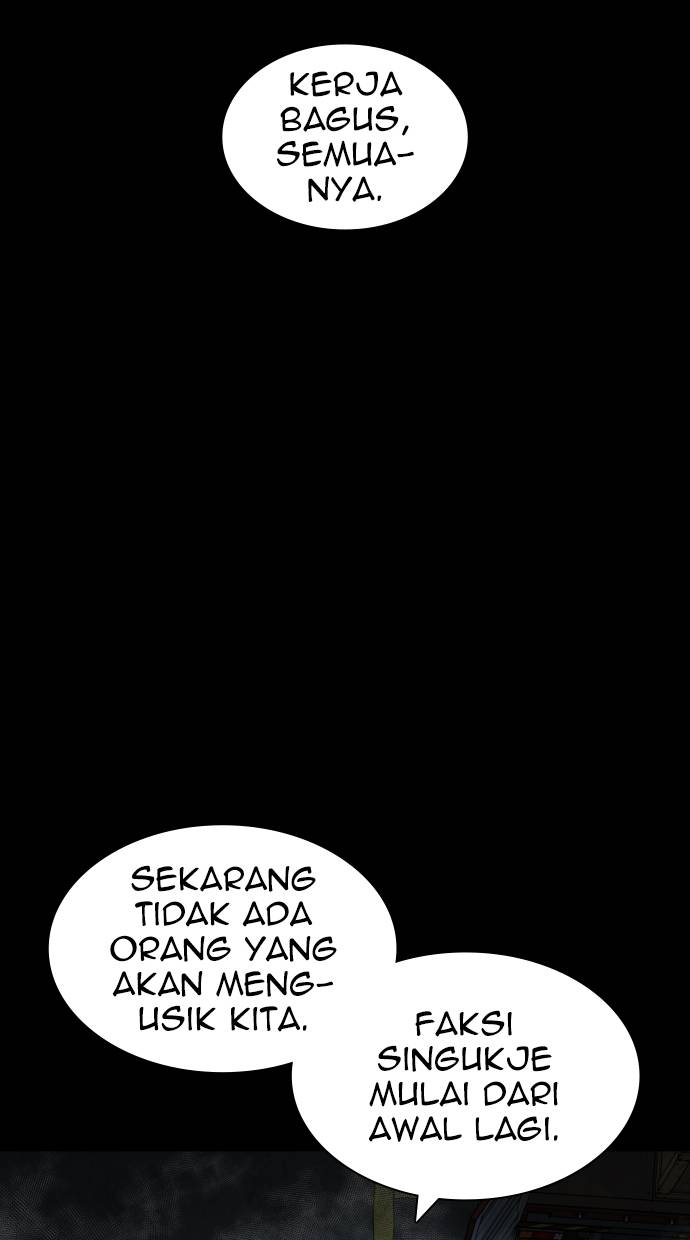 KERJA
BAGUS,
SEMUA-
NYA.
SEKARANG
TIDAK ADA
ORANG YANG
AKAN MENG-
USIK KITA.
FAKSI
SINGUKJE
MULAI DARI
AWAL LAGI.